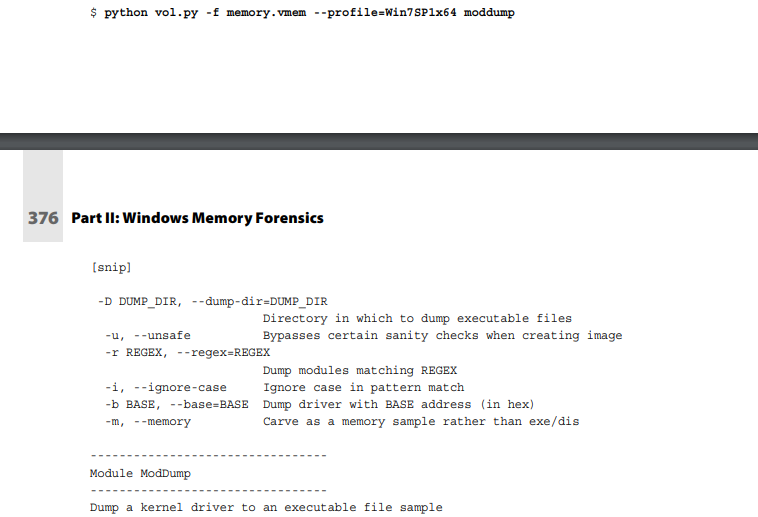 $ python vol.py -f memory.vmem --profile=Win7SP1x64 moddump
376 Part II: Windows Memory Forensics
[snip]
-D DUMP_DIR, --dump-dir=DUMP_DIR
Directory in which to dump executable files
-u, --unsafe Bypasses certain sanity checks when creating image
-r REGEX, --regex=REGEX
Dump modules matching REGEX
-i, --ignore-case Ignore case in pattern match
-b BASE, --base=BASE Dump driver with BASE address (in hex)
-m, --memory Carve as a memory sample rather than exe/dis
---------------------------------
Module ModDump
---------------------------------
Dump a kernel driver to an executable file sample